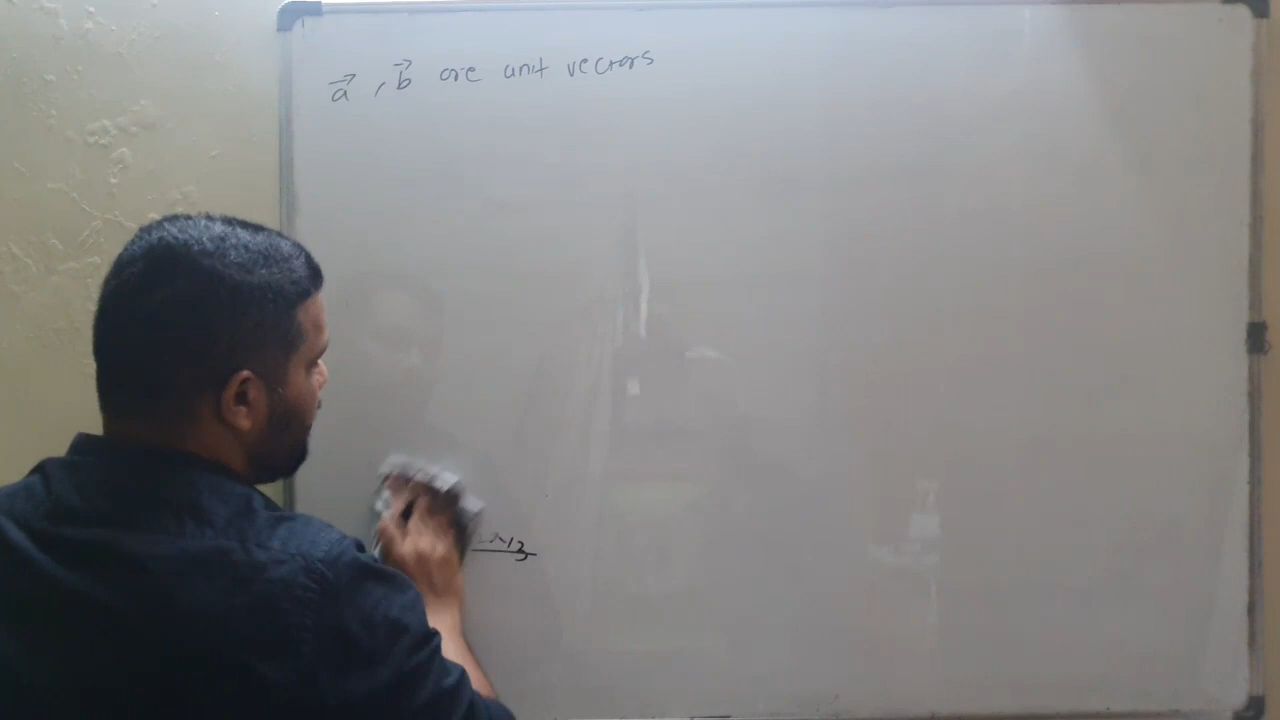 a⃗ , b⃗ are unit vectors